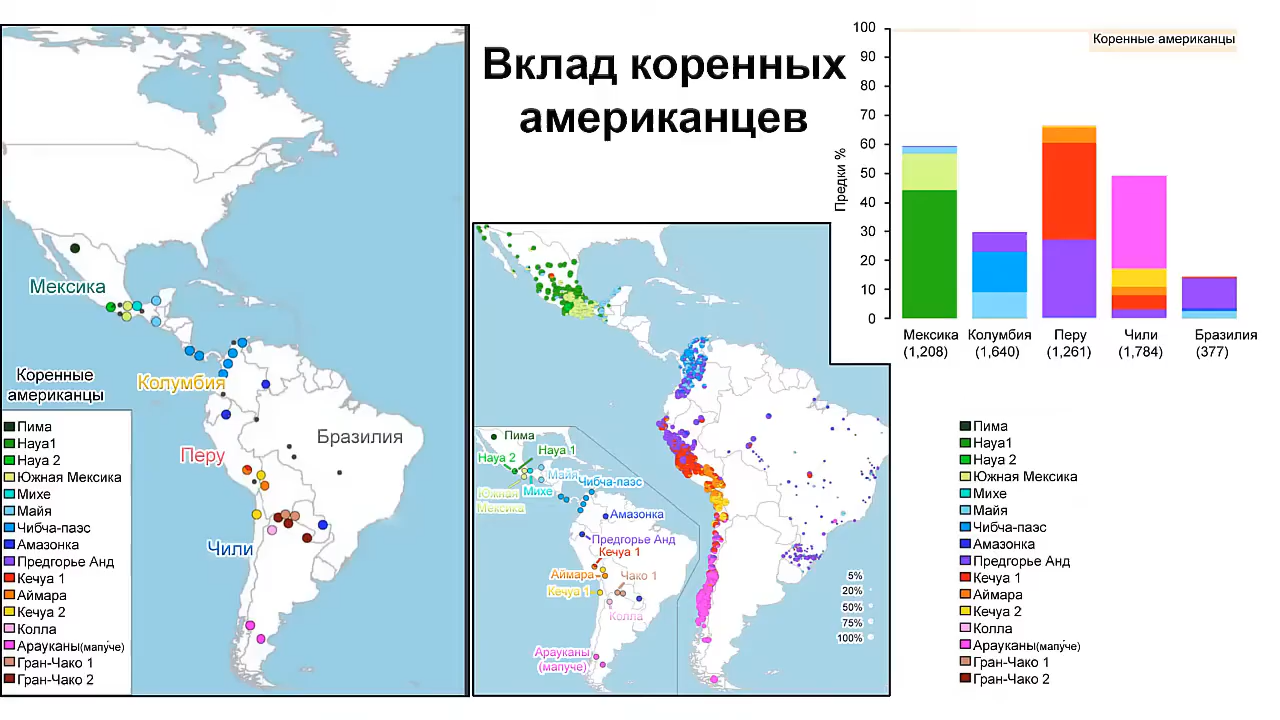 Вклад коренных
американцев
Мексика
Колумбия
Перу
Бразилия
Чили
Коренные
американцы
Пима
Науа1
Науа 2
Южная Мексика
Михе
Майя
Чибча-паэс
Амазонка
Предгорье Анд
Кечуа 1
Аймара
Кечуа 2
Колла
Арауканы(мапу́че)
Гран-Чако 1
Гран-Чако 2
Пима
Науа 1
Науа 2
Майя
Чибча-паэс
Южная
Мексика
Михе
Амазонка
Предгорье Анд
Кечуа 1
Аймара
Чако 1
Кечуа 1
Колла
Арауканы
(мапуче)
5%
20%
50%
75%
100%
Предки %
100
90
80
70
60
50
40
30
20
10
0
Коренные американцы
Мексика
(1,208)
Колумбия
(1,640)
Перу
(1,261)
Чили
(1,784)
Бразилия
(377)
Пима
Науа1
Науа 2
Южная Мексика
Михе
Майя
Чибча-паэс
Амазонка
Предгорье Анд
Кечуа 1
Аймара
Кечуа 2
Колла
Арауканы(мапу́че)
Гран-Чако 1
Гран-Чако 2